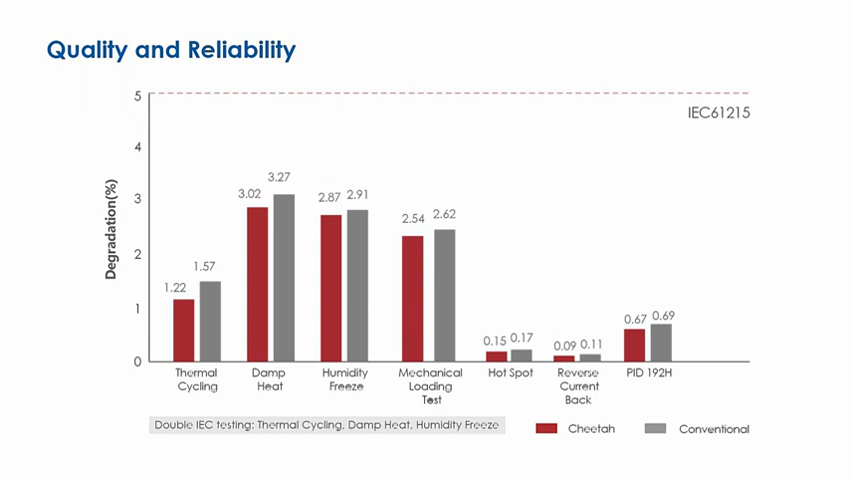 Quality and Reliability
5
IEC61215
4
3
2
1
0
Degradation(%)
1.22
1.57
3.02
3.27
2.87
2.91
2.54
2.62
0.15
0.17
0.09
0.11
0.67
0.69
Thermal
Cycling
Damp
Heat
Humidity
Freeze
Mechanical
Loading
Test
Hot Spot
Reverse
Current
Back
PID 192H
Double IEC testing: Thermal Cycling, Damp Heat, Humidity Freeze
Cheetah
Conventional